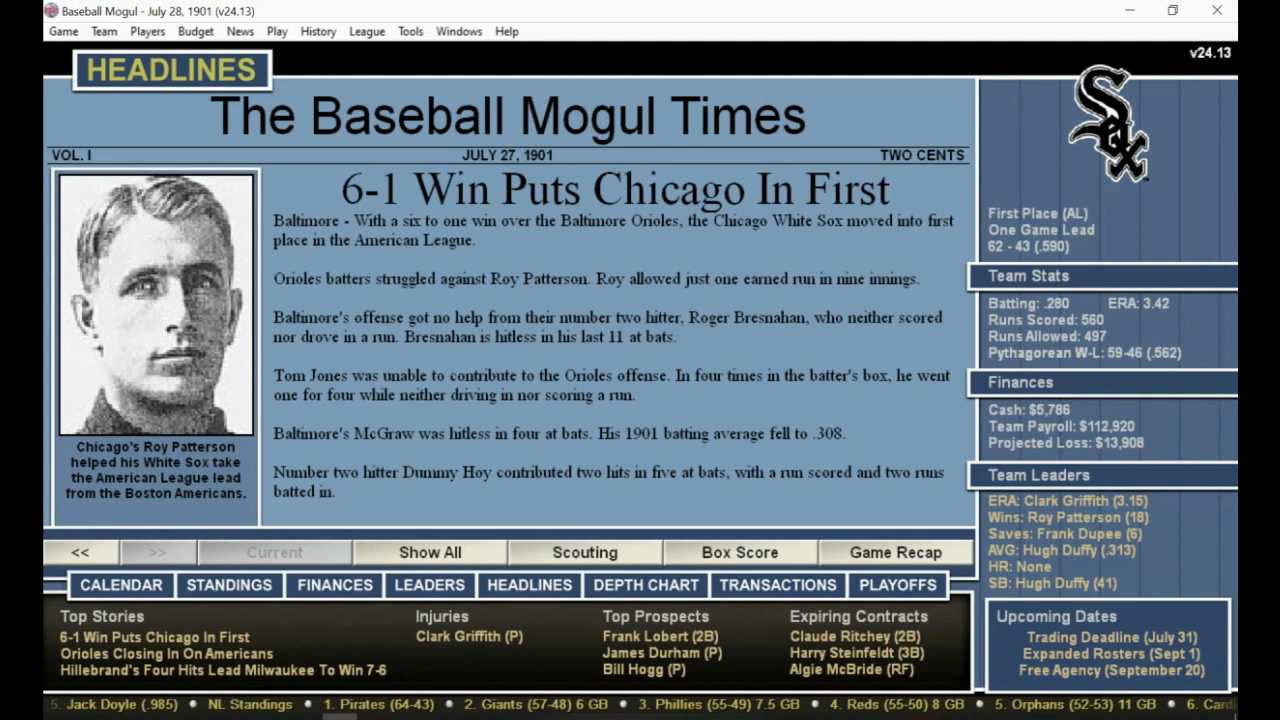 Baseball Mogul - July 28, 1901 (v24.13)
Game Team Players Budget News Play History League Tools Windows Help
v24.13
HEADLINES
The Baseball Mogul Times
VOL. I JULY 27, 1901 TWO CENTS
6-1 Win Puts Chicago In First
Baltimore - With a six to one win over the Baltimore Orioles, the Chicago White Sox moved into first
place in the American League.
Orioles batters struggled against Roy Patterson. Roy allowed just one earned run in nine innings.
Baltimore's offense got no help from their number two hitter, Roger Bresnahan, who neither scored
nor drove in a run. Bresnahan is hitless in his last 11 at bats.
Tom Jones was unable to contribute to the Orioles offense. In four times in the batter's box, he went
one for four while neither driving in nor scoring a run.
Baltimore's McGraw was hitless in four at bats. His 1901 batting average fell to .308.
Number two hitter Dummy Hoy contributed two hits in five at bats, with a run scored and two runs
batted in.
Chicago's Roy Patterson
helped his White Sox take
the American League lead
from the Boston Americans.
Sox
First Place (AL)
One Game Lead
62 - 43 (.590)
Team Stats
Batting: .280 ERA: 3.42
Runs Scored: 560
Runs Allowed: 497
Pythagorean W-L: 59-46 (.562)
Finances
Cash: $5,786
Team Payroll: $112,920
Projected Loss: $13,908
Team Leaders
ERA: Clark Griffith (3.15)
Wins: Roy Patterson (18)
Saves: Frank Dupee (6)
AVG: Hugh Duffy (.313)
HR: None
SB: Hugh Duffy (41)
<< >> Current Show All Scouting Box Score Game Recap
CALENDAR STANDINGS FINANCES LEADERS HEADLINES DEPTH CHART TRANSACTIONS PLAYOFFS
Top Stories
6-1 Win Puts Chicago In First
Orioles Closing In On Americans
Hillebrand's Four Hits Lead Milwaukee To Win 7-6
Injuries
Clark Griffith (P)
Top Prospects
Frank Lobert (2B)
James Durham (P)
Bill Hogg (P)
Expiring Contracts
Claude Ritchey (2B)
Harry Steinfeldt (3B)
Algie McBride (RF)
Upcoming Dates
Trading Deadline (July 31)
Expanded Rosters (Sept 1)
Free Agency (September 20)
5. Jack Doyle (.985) • NL Standings • 1. Pirates (64-43) • 2. Giants (57-48) 6 GB • 3. Phillies (55-49) 7.5 GB • 4. Reds (55-50) 8 GB • 5. Orphans (52-53) 11 GB • 6. Card